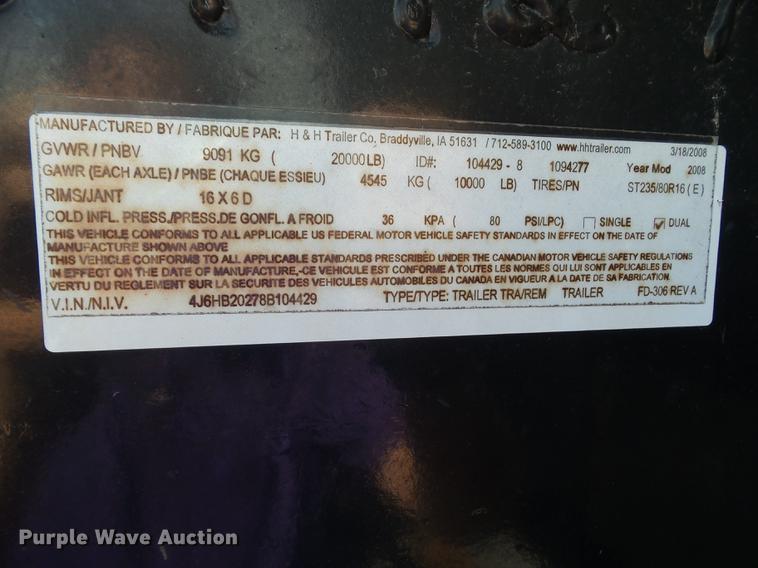 MANUFACTURED BY / FABRIQUE PAR: H & H Trailer Co, Braddyville, IA 51631 / 712-589-3100 www.hhtrailer.com 3/18/2008
GVWR / PNBV 9091 KG ( 20000LB) ID#: 104429 - 8 1094277 Year Mod 2008
GAWR (EACH AXLE) / PNBE (CHAQUE ESSIEU) 4545 KG ( 10000 LB) TIRES/PN ST235/80R16 ( E )
RIMS/JANT 16 X 6 D
COLD INFL. PRESS./PRESS.DE GONFL. A FROID 36 KPA ( 80 PSI/LPC) SINGLE DUAL
THIS VEHICLE CONFORMS TO ALL APPLICABLE US FEDERAL MOTOR VEHICLE SAFETY STANDARDS IN EFFECT ON THE DATE OF
MANUFACTURE SHOWN ABOVE
THIS VEHICLE CONFORMS TO ALL APPLICABLE STANDARDS PRESCRIBED UNDER THE CANADIAN MOTOR VEHICLE SAFETY REGULATIONS
IN EFFECT ON THE DATE OF MANUFACTURE,-CE VEHICULE EST CONFORME A TOUTES LES NORMES QUI LUI SONT APPLICABLES EN
VERTU DU REGLEMENT SUR LA SECURITE DES VEHICULES AUTOMOBILES DU CANADA EN VIGUEUR A LA DATE DE SA FABRICATION
V.I.N./N.I.V. 4J6HB20278B104429 TYPE/TYPE: TRAILER TRA/REM TRAILER FD-306 REV A
Purple Wave Auction